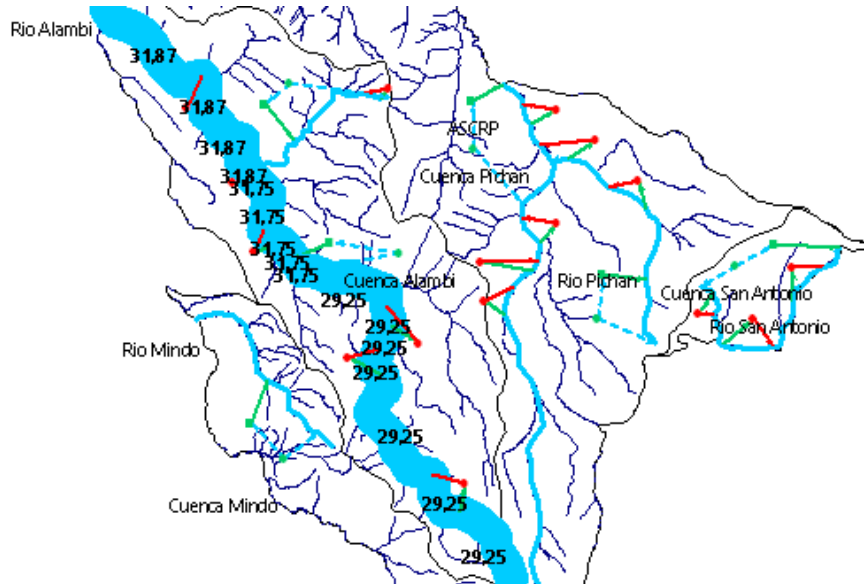 Rio Alambi
31,87
31,87
ASCRP
31,87
Cuenca Pichan
31,87
31,75
31,75
31,75
31,75
31,75
Cuenca Alambi
Rio Pichan
Cuenca San Antonio
29,25
29,25
Rio San Antonio
Rio Mindo
29,25
29,25
29,25
Cuenca Mindo
29,25
29,25